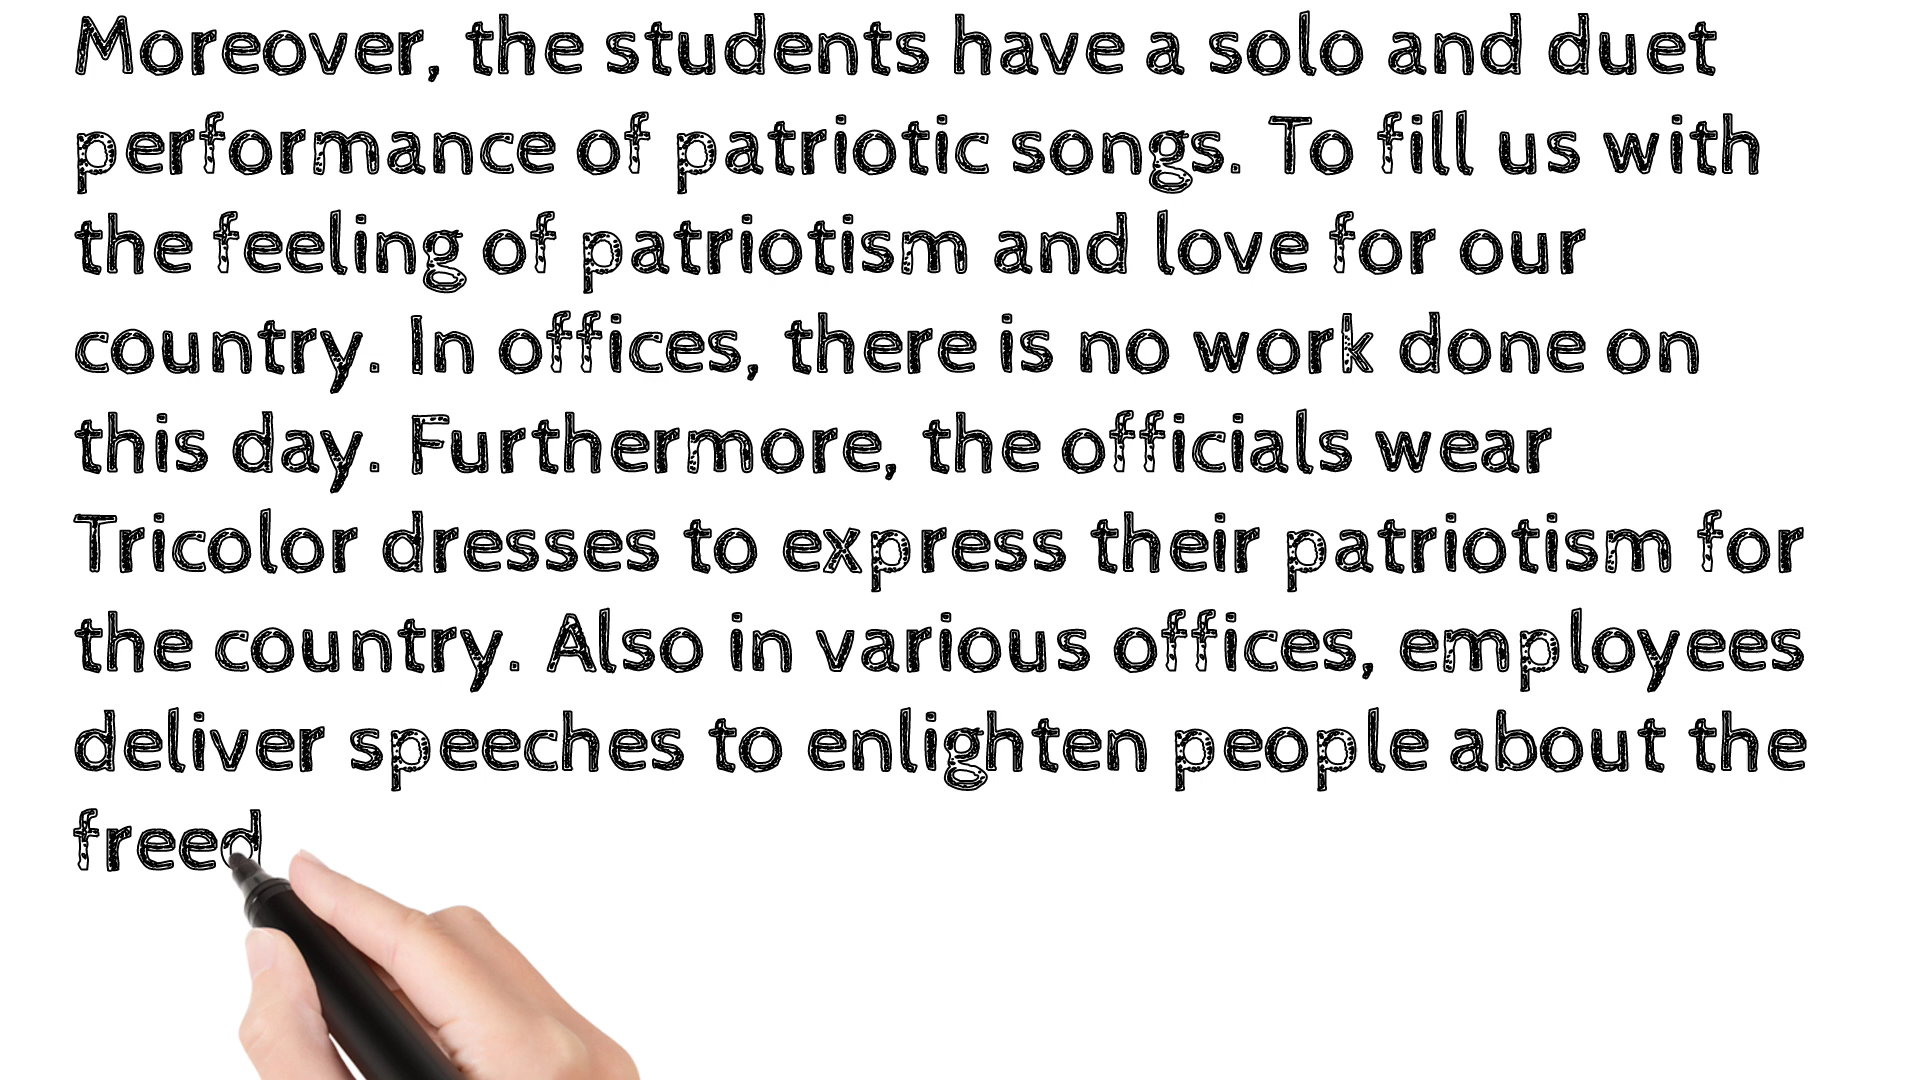 Moreover, the students have a solo and duet
performance of patriotic songs. To fill us with
the feeling of patriotism and love for our
country. In offices, there is no work done on
this day. Furthermore, the officials wear
Tricolor dresses to express their patriotism for
the country. Also in various offices, employees
deliver speeches to enlighten people about the
freed